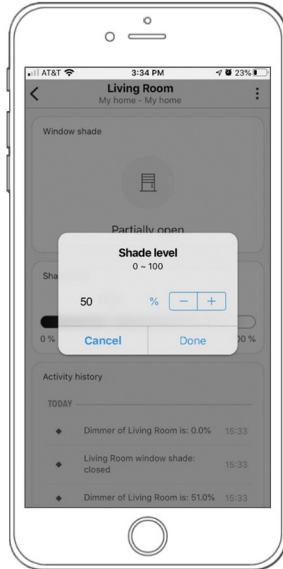 AT&T 3:34 PM 23%
Living Room
My home - My home
Window shade
Partially open
Shade level
0 ~ 100
Sha
50 % − +
0 % 00 %
Cancel Done
Activity history
TODAY
Dimmer of Living Room is: 0.0% 15:33
Living Room window shade:
closed 15:33
Dimmer of Living Room is: 51.0% 15:33